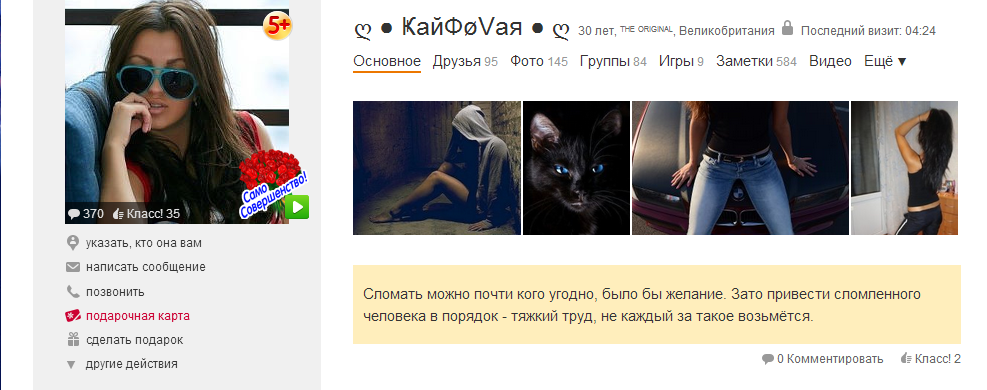 5+
Само
Совершенство!
370 Класс! 35
указать, кто она вам
написать сообщение
позвонить
подарочная карта
сделать подарок
другие действия
ღ ● ҜайФøVая ● ღ 30 лет, ᵀᴴᴱ ᴼᴿᴵᴳᴵᴻᴬᴸ, Великобритания Последний визит: 04:24
Основное Друзья 95 Фото 145 Группы 84 Игры 9 Заметки 584 Видео Ещё ▾
Сломать можно почти кого угодно, было бы желание. Зато привести сломленного
человека в порядок - тяжкий труд, не каждый за такое возьмётся.
0 Комментировать Класс! 2